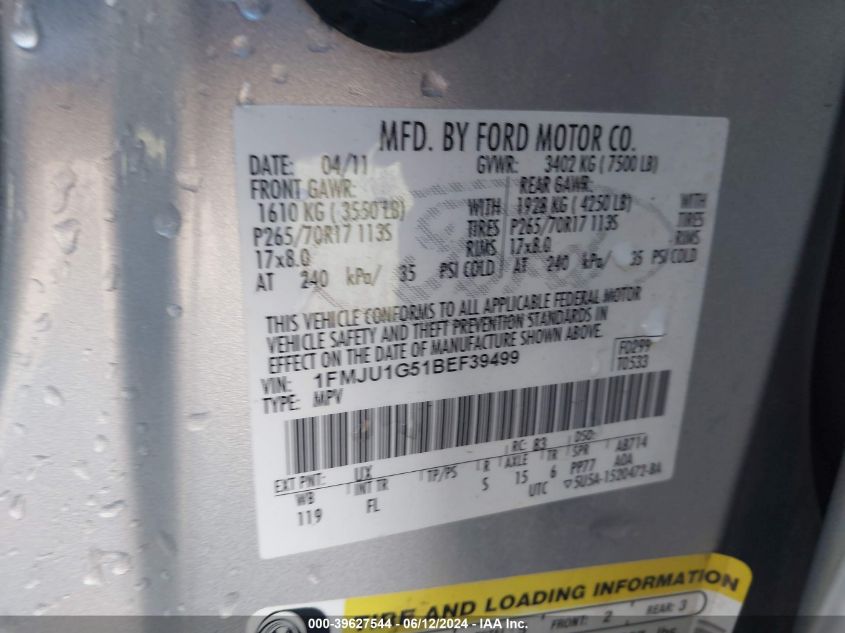 MFD. BY FORD MOTOR CO.
DATE: 04/11 GVWR: 3402 KG ( 7500 LB)
FRONT GAWR: REAR GAWR:
1610 KG ( 3550 LB) WITH 1928 KG ( 4250 LB) WITH
P265/70R17 113S TIRES P265/70R17 113S TIRES
17x8.0 RIMS 17x8.0 RIMS
AT 240 kPa/ 35 PSI COLD AT 240 kPa/ 35 PSI COLD
THIS VEHICLE CONFORMS TO ALL APPLICABLE FEDERAL MOTOR
VEHICLE SAFETY AND THEFT PREVENTION STANDARDS IN
EFFECT ON THE DATE OF MANUFACTURE SHOWN ABOVE.
VIN: 1FMJU1G51BEF39499 FD299
TYPE: MPV T0533
EXT PNT: UX RC: R3 DSO:
WB INT TR TP/PS R AXLE TR SPR AB714
119 FL S 15 6 PP77 A0A
UTC ▽5U5A-1520472-BA
TIRE AND LOADING INFORMATION
FRONT: 2 REAR: 3
000-39627544 - 06/12/2024 - IAA Inc.